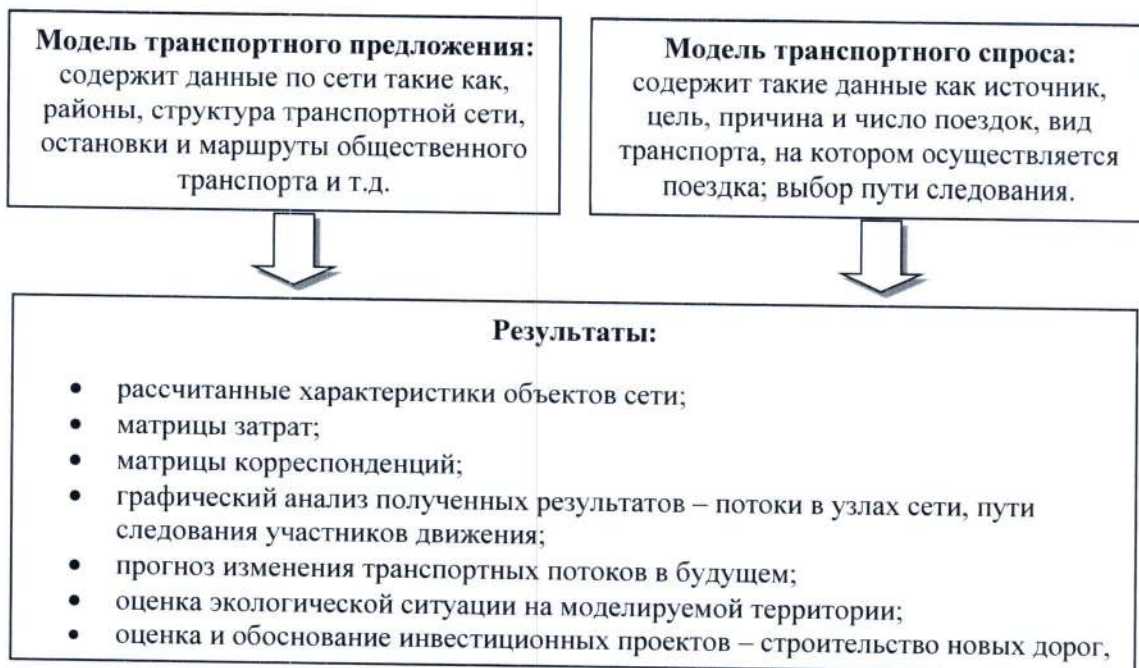 Модель транспортного предложения:
содержит данные по сети такие как,
районы, структура транспортной сети,
остановки и маршруты общественного
транспорта и т.д.
Модель транспортного спроса:
содержит такие данные как источник,
цель, причина и число поездок, вид
транспорта, на котором осуществляется
поездка; выбор пути следования.
Результаты:
• рассчитанные характеристики объектов сети;
• матрицы затрат;
• матрицы корреспонденций;
• графический анализ полученных результатов – потоки в узлах сети, пути
следования участников движения;
• прогноз изменения транспортных потоков в будущем;
• оценка экологической ситуации на моделируемой территории;
• оценка и обоснование инвестиционных проектов – строительство новых дорог,